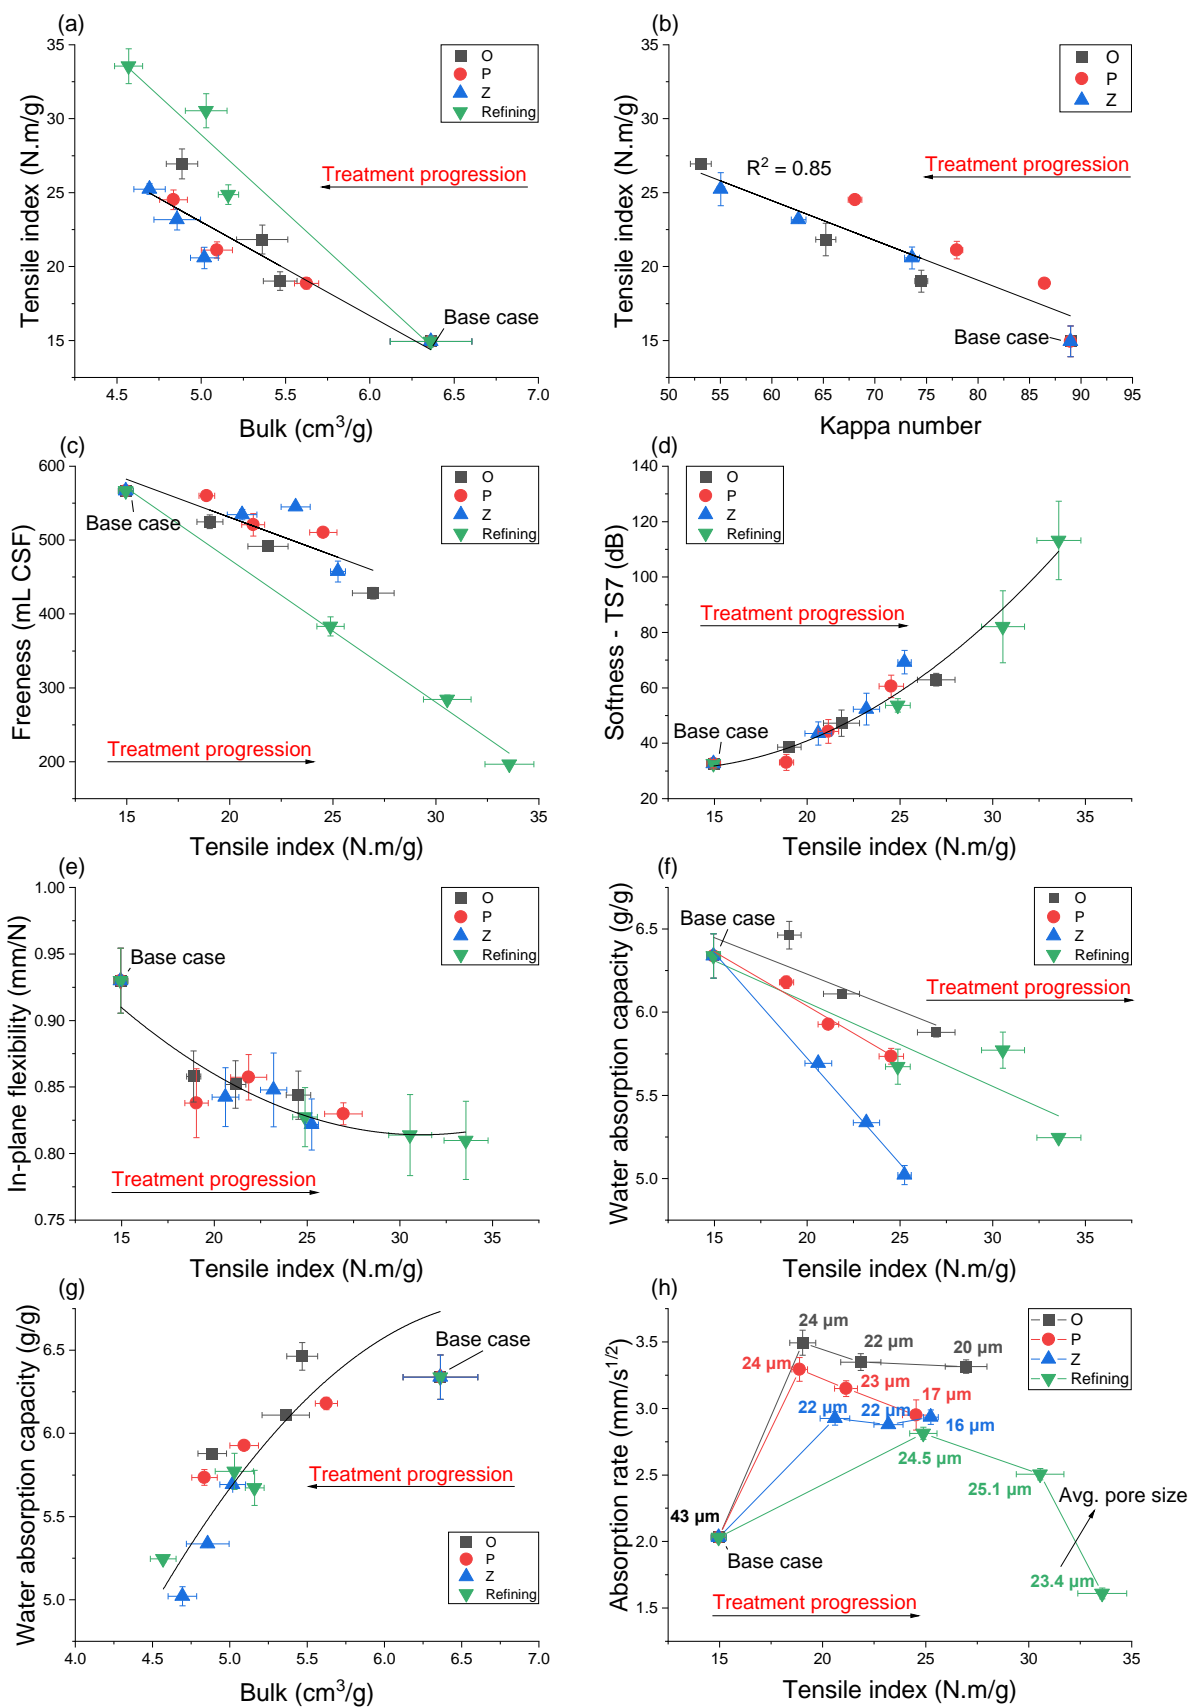 (a)
35
30
25
20
15
4.5
5.0
5.5
6.0
6.5
7.0
Tensile index (N.m/g)
Bulk (cm³/g)
O
P
Z
Refining
Treatment progression
Base case
(b)
35
30
25
20
15
50
55
60
65
70
75
80
85
90
95
Tensile index (N.m/g)
Kappa number
O
P
Z
R² = 0.85
Treatment progression
Base case
(c)
600
500
400
300
200
15
20
25
30
35
Freeness (mL CSF)
Tensile index (N.m/g)
O
P
Z
Refining
Base case
Treatment progression
(d)
140
120
100
80
60
40
20
15
20
25
30
35
Softness - TS7 (dB)
Tensile index (N.m/g)
O
P
Z
Refining
Treatment progression
Base case
(e)
1.00
0.95
0.90
0.85
0.80
0.75
15
20
25
30
35
In-plane flexibility (mm/N)
Tensile index (N.m/g)
O
P
Z
Refining
Base case
Treatment progression
(f)
6.5
6.0
5.5
5.0
15
20
25
30
35
Water absorption capacity (g/g)
Tensile index (N.m/g)
O
P
Z
Refining
Base case
Treatment progression
(g)
6.5
6.0
5.5
5.0
4.0
4.5
5.0
5.5
6.0
6.5
7.0
Water absorption capacity (g/g)
Bulk (cm³/g)
Base case
Treatment progression
O
P
Z
Refining
(h)
3.5
3.0
2.5
2.0
1.5
15
20
25
30
35
Absorption rate (mm/s¹ᐟ²)
Tensile index (N.m/g)
O
P
Z
Refining
24 µm
22 µm
20 µm
24 µm
23 µm
17 µm
22 µm
22 µm
16 µm
24.5 µm
25.1 µm
23.4 µm
43 µm
Avg. pore size
Base case
Treatment progression